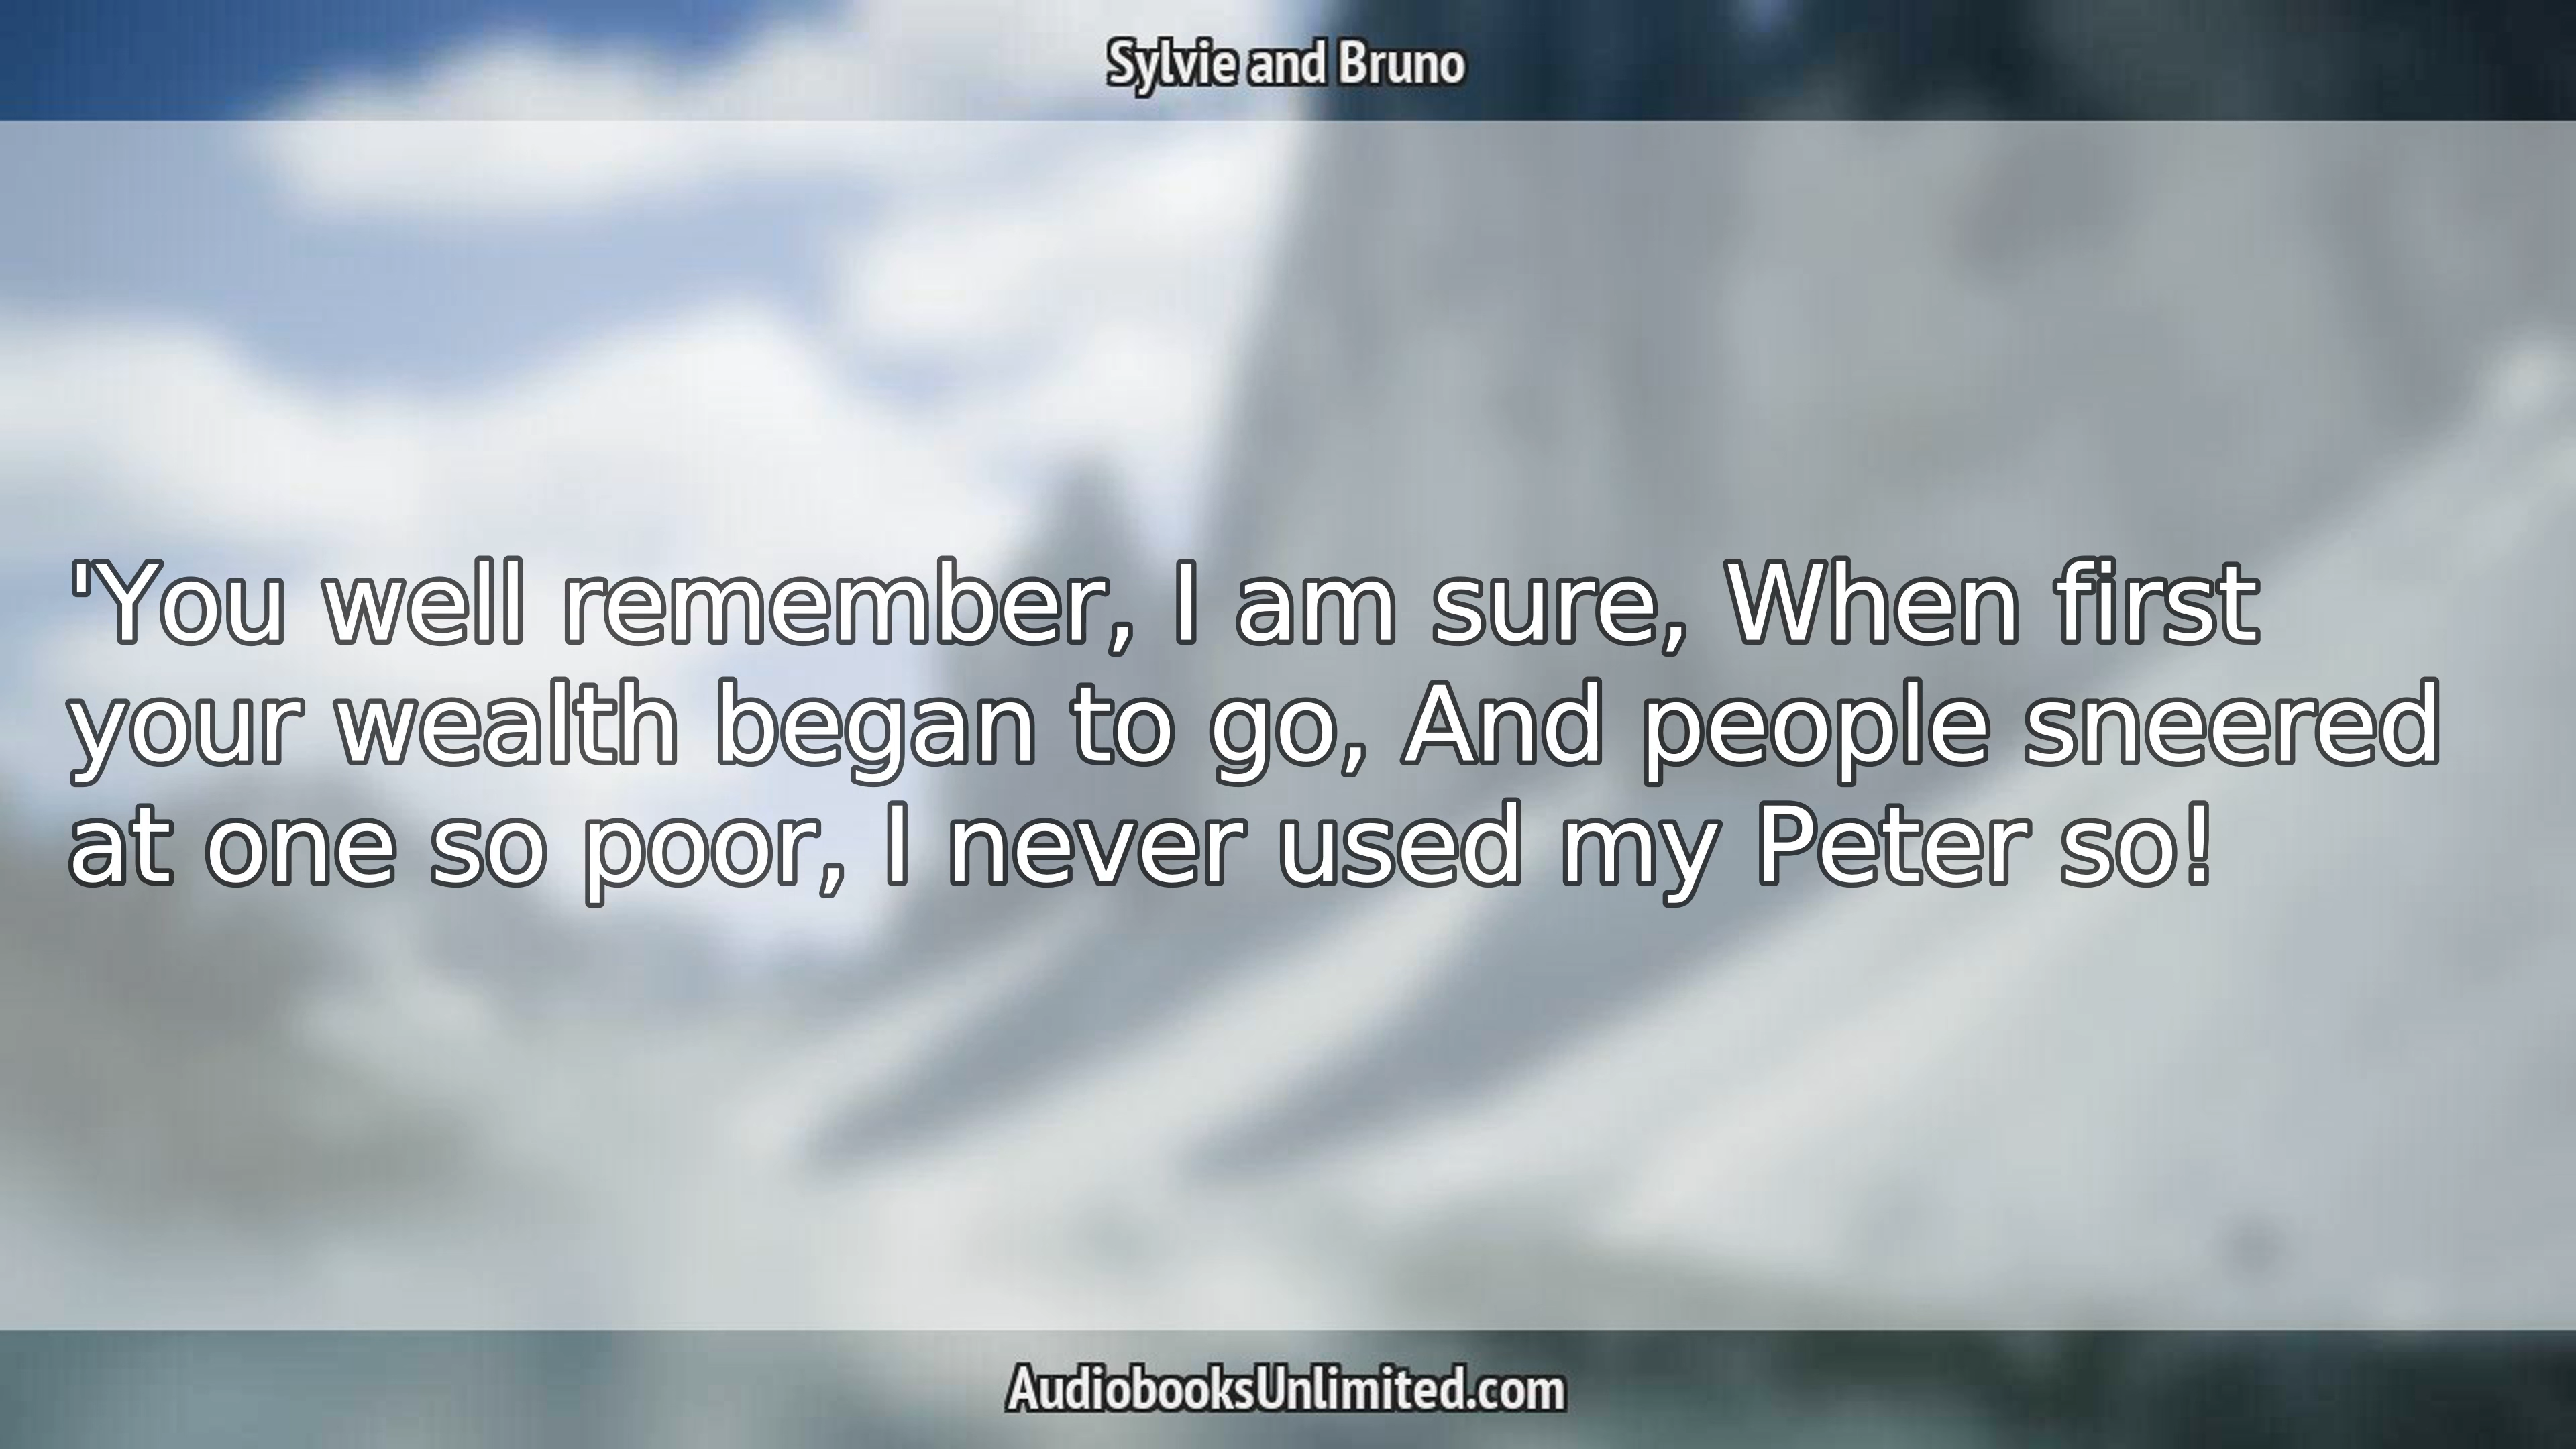 Sylvie and Bruno
'You well remember, I am sure, When first
your wealth began to go, And people sneered
at one so poor, I never used my Peter so!
AudiobooksUnlimited.com